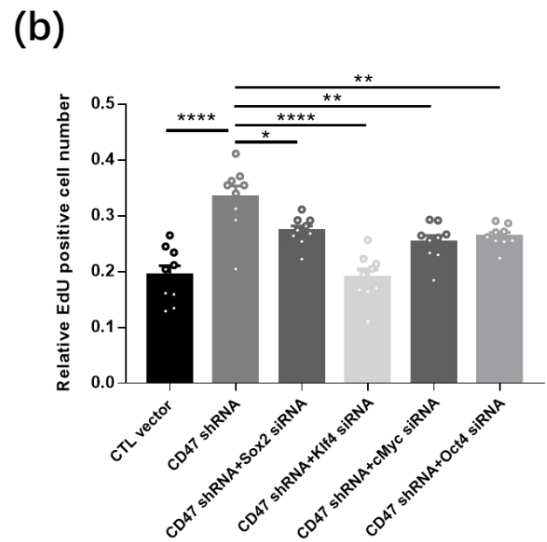 (b)
**
**
****
****
*
Relative EdU positive cell number
0.5
0.4
0.3
0.2
0.1
0.0
CTL vector
CD47 shRNA
CD47 shRNA+Sox2 siRNA
CD47 shRNA+Klf4 siRNA
CD47 shRNA+cMyc siRNA
CD47 shRNA+Oct4 siRNA